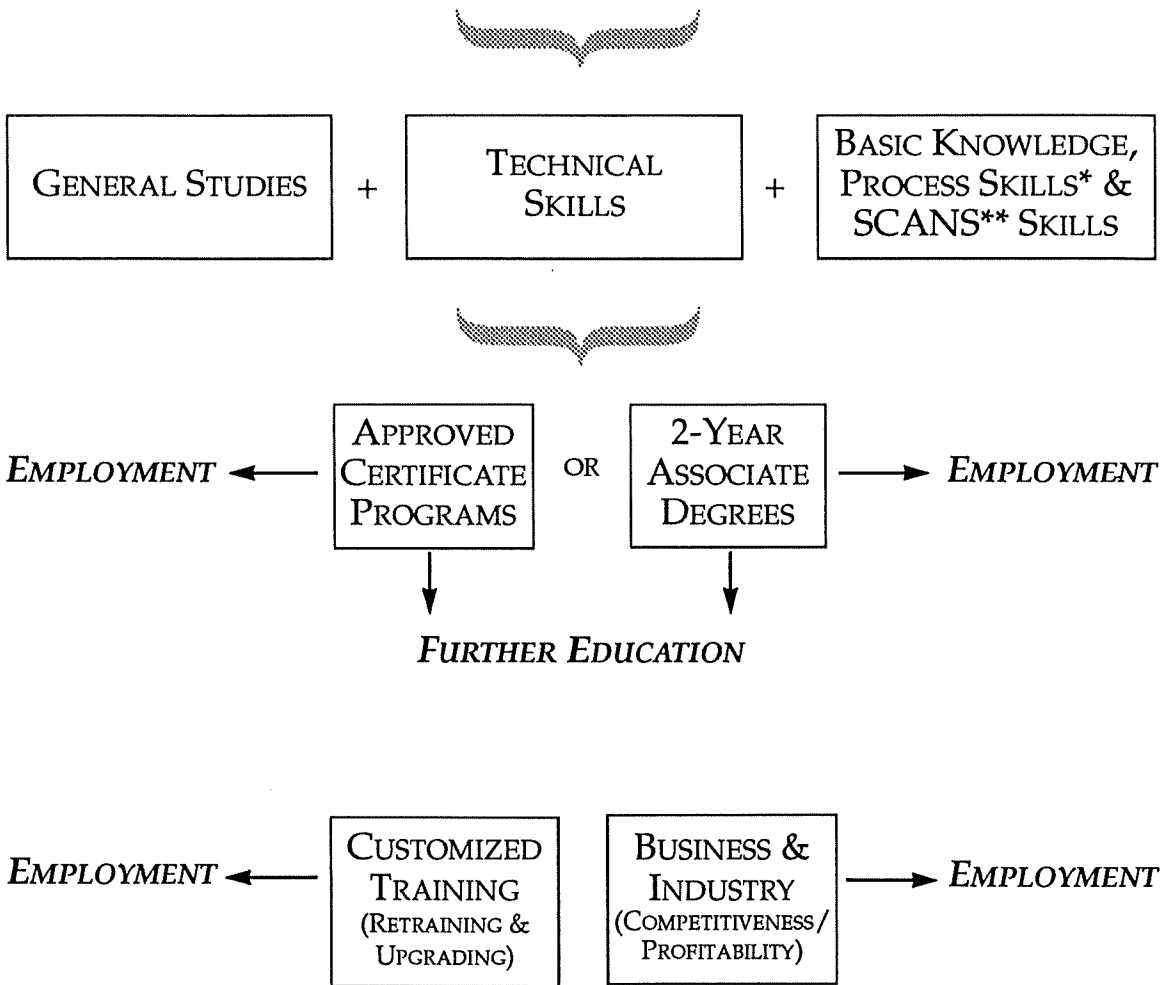 GENERAL STUDIES + TECHNICAL SKILLS + BASIC KNOWLEDGE, PROCESS SKILLS* & SCANS** SKILLS
EMPLOYMENT
APPROVED
CERTIFICATE
PROGRAMS
OR
2-YEAR
ASSOCIATE
DEGREES
EMPLOYMENT
FURTHER EDUCATION
EMPLOYMENT
CUSTOMIZED
TRAINING
(RETRAINING &
UPGRADING)
BUSINESS &
INDUSTRY
(COMPETITIVENESS/
PROFITABILITY)
EMPLOYMENT